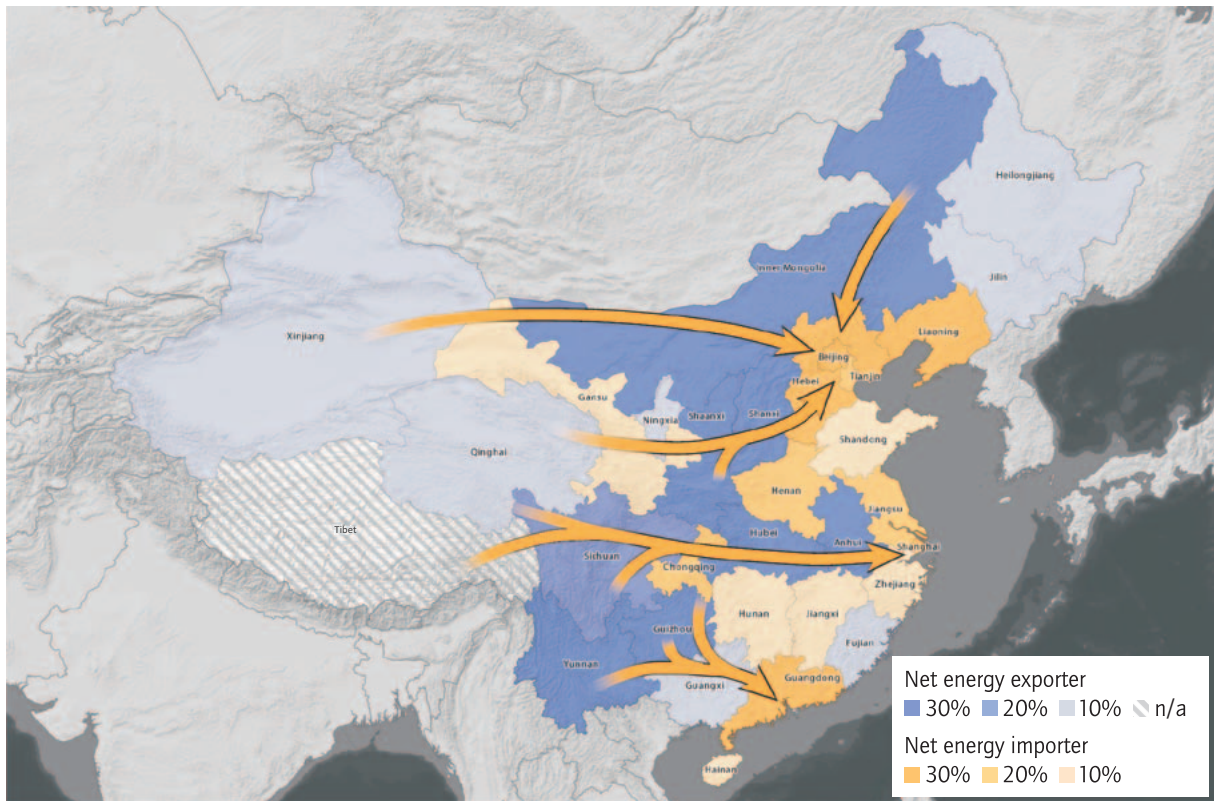 Heilongjiang
Inner Mongolia
Jilin
Xinjiang
Liaoning
Beijing
Hebei
Tianjin
Gansu
Ningxia
Shaanxi
Shanxi
Shandong
Qinghai
Henan
Jiangsu
Tibet
Hubei
Anhui
Shanghai
Sichuan
Chongqing
Zhejiang
Hunan
Jiangxi
Guizhou
Fujian
Yunnan
Guangxi
Guangdong
Hainan
Net energy exporter
30% 20% 10% n/a
Net energy importer
30% 20% 10%